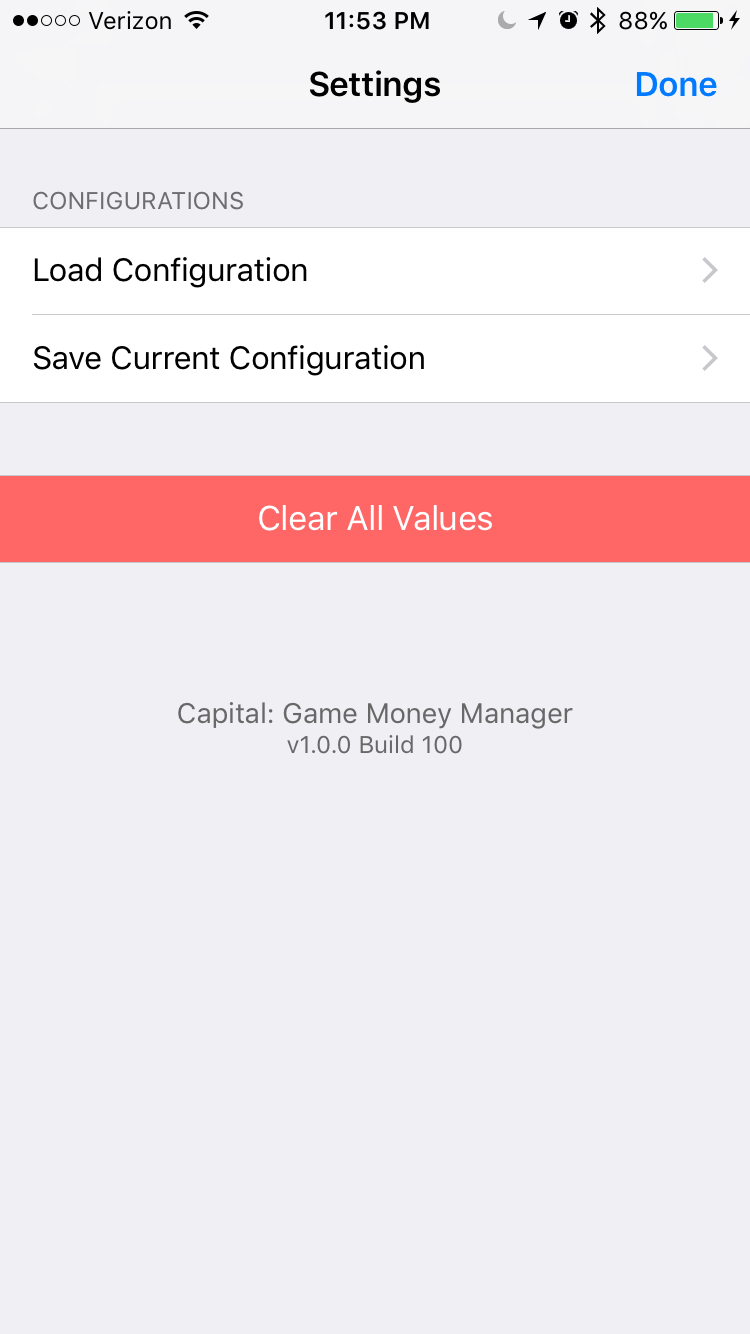 Verizon 11:53 PM 88%
Settings Done
CONFIGURATIONS
Load Configuration
Save Current Configuration
Clear All Values
Capital: Game Money Manager
v1.0.0 Build 100